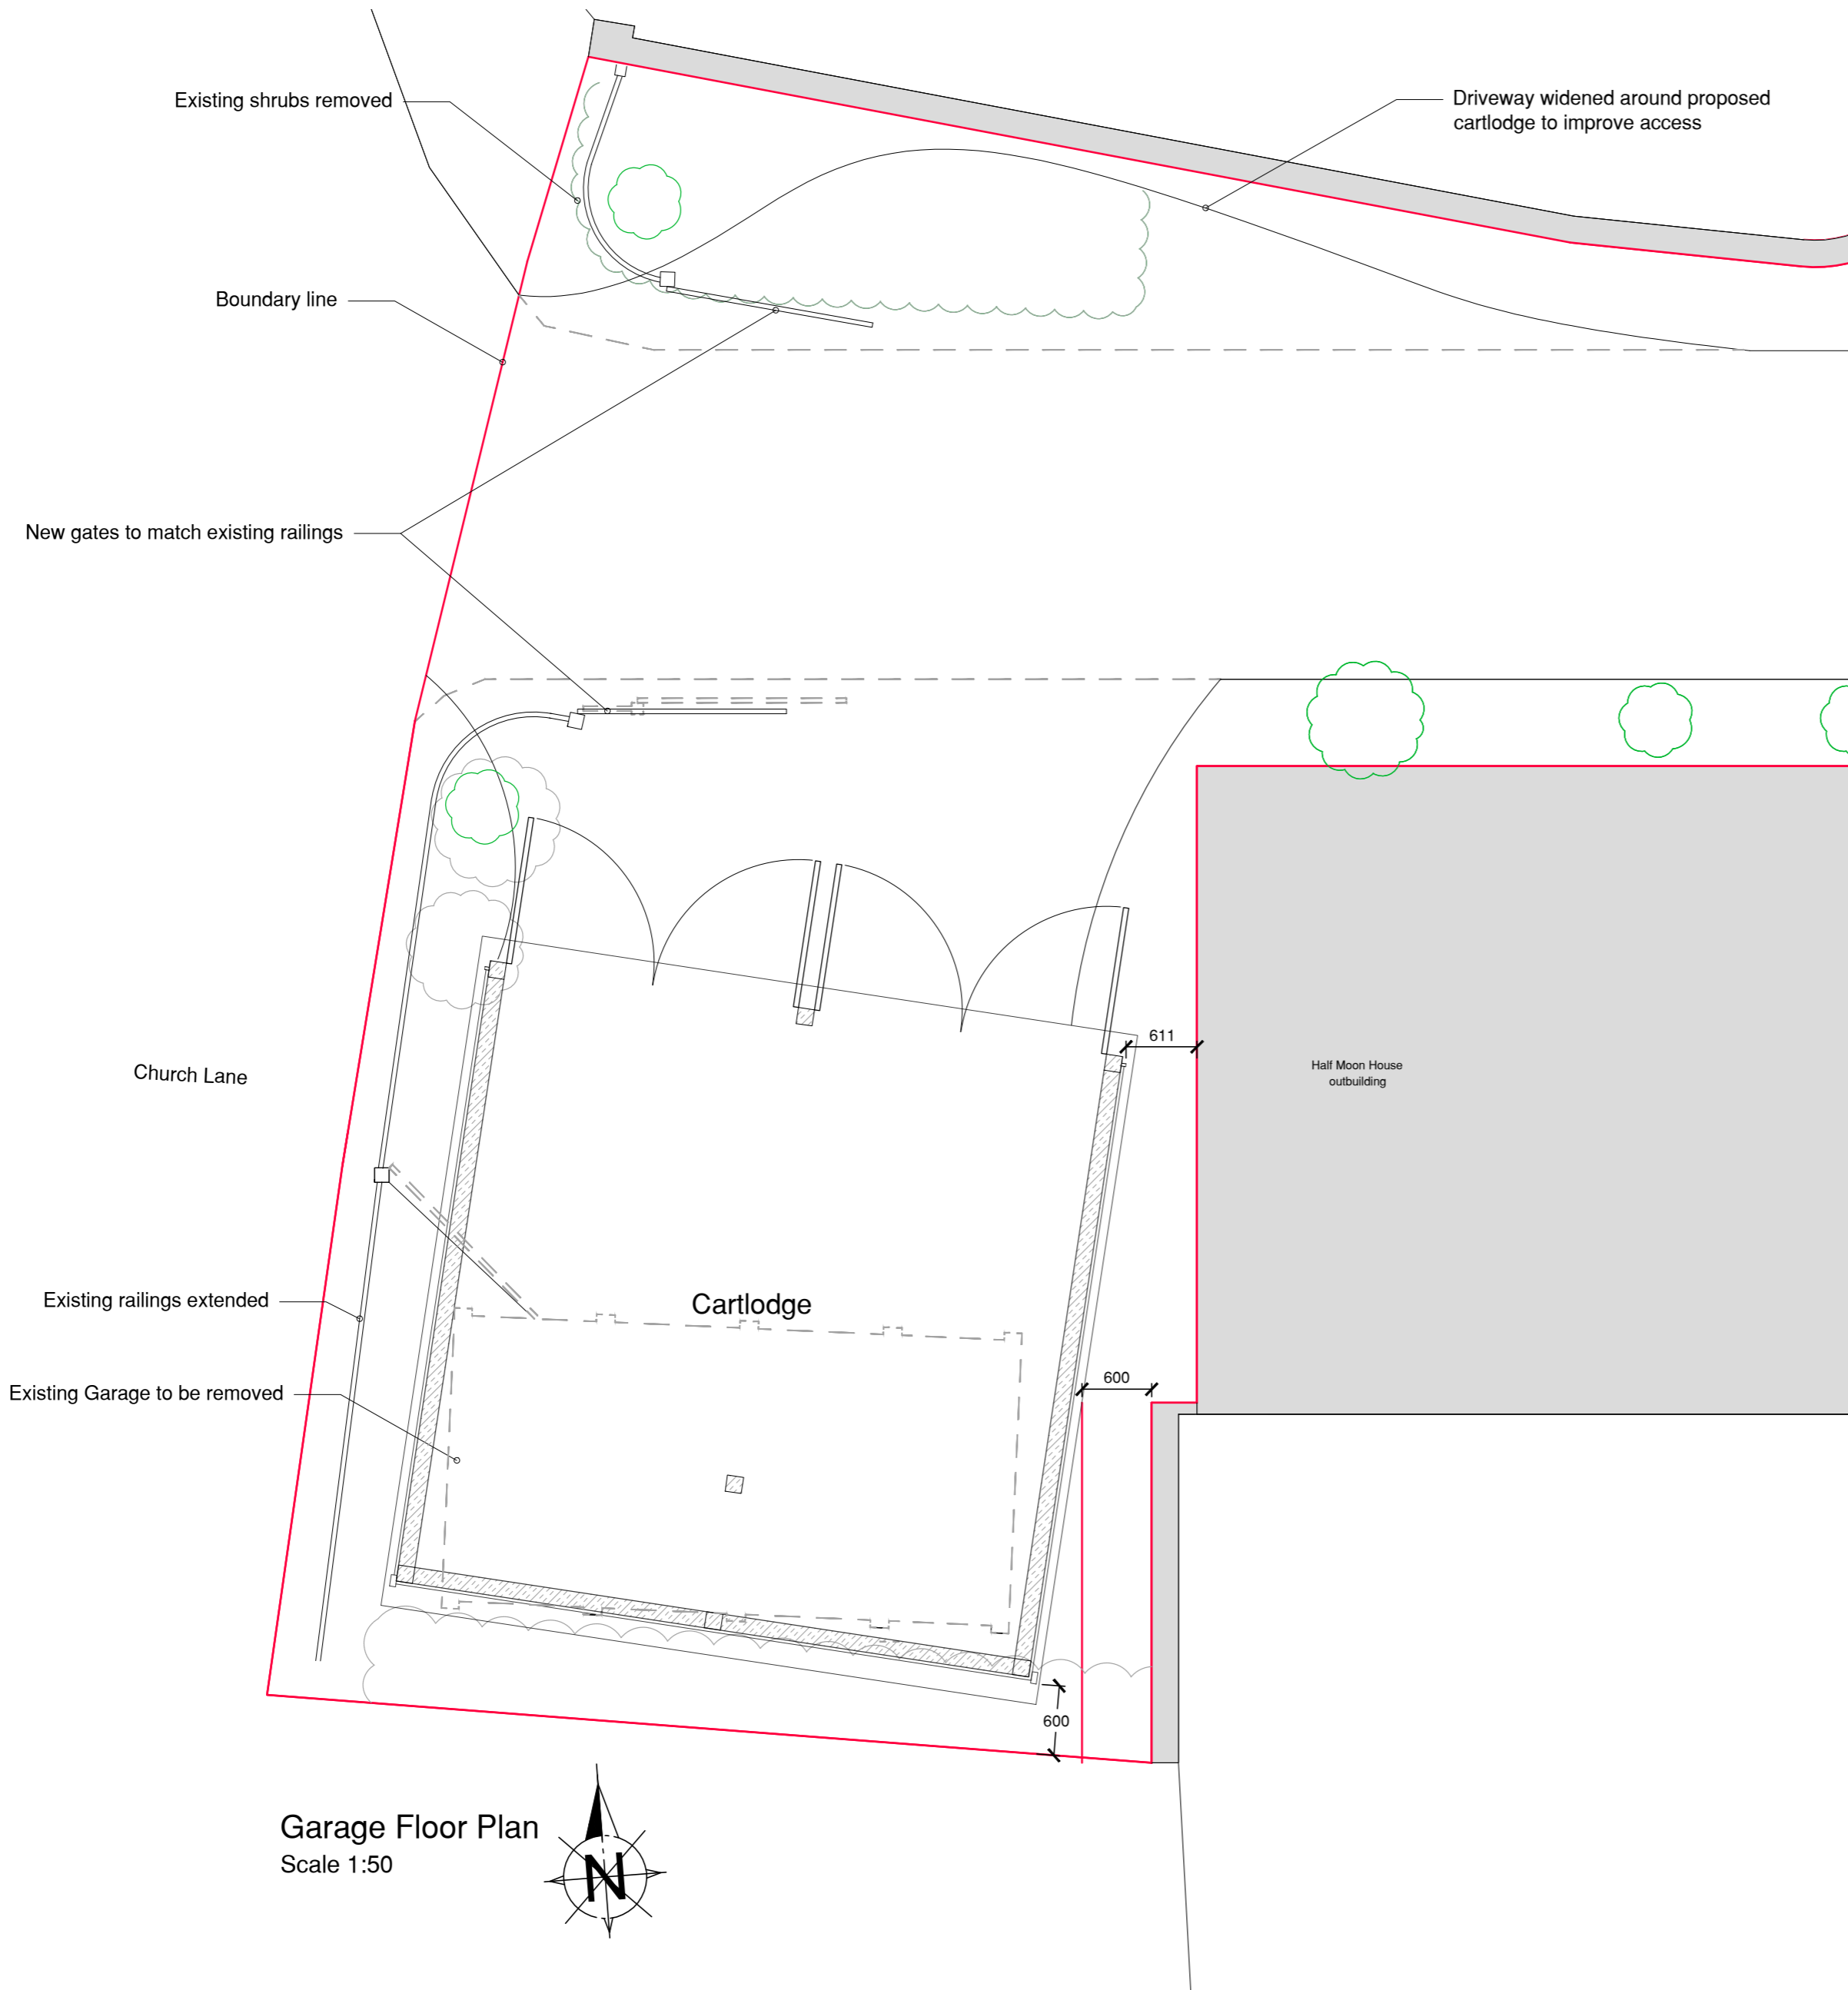 Existing shrubs removed
Driveway widened around proposed
cartlodge to improve access
Boundary line
New gates to match existing railings
611
Half Moon House
outbuilding
Church Lane
Existing railings extended
Cartlodge
600
Existing Garage to be removed
600
Garage Floor Plan
Scale 1:50
N